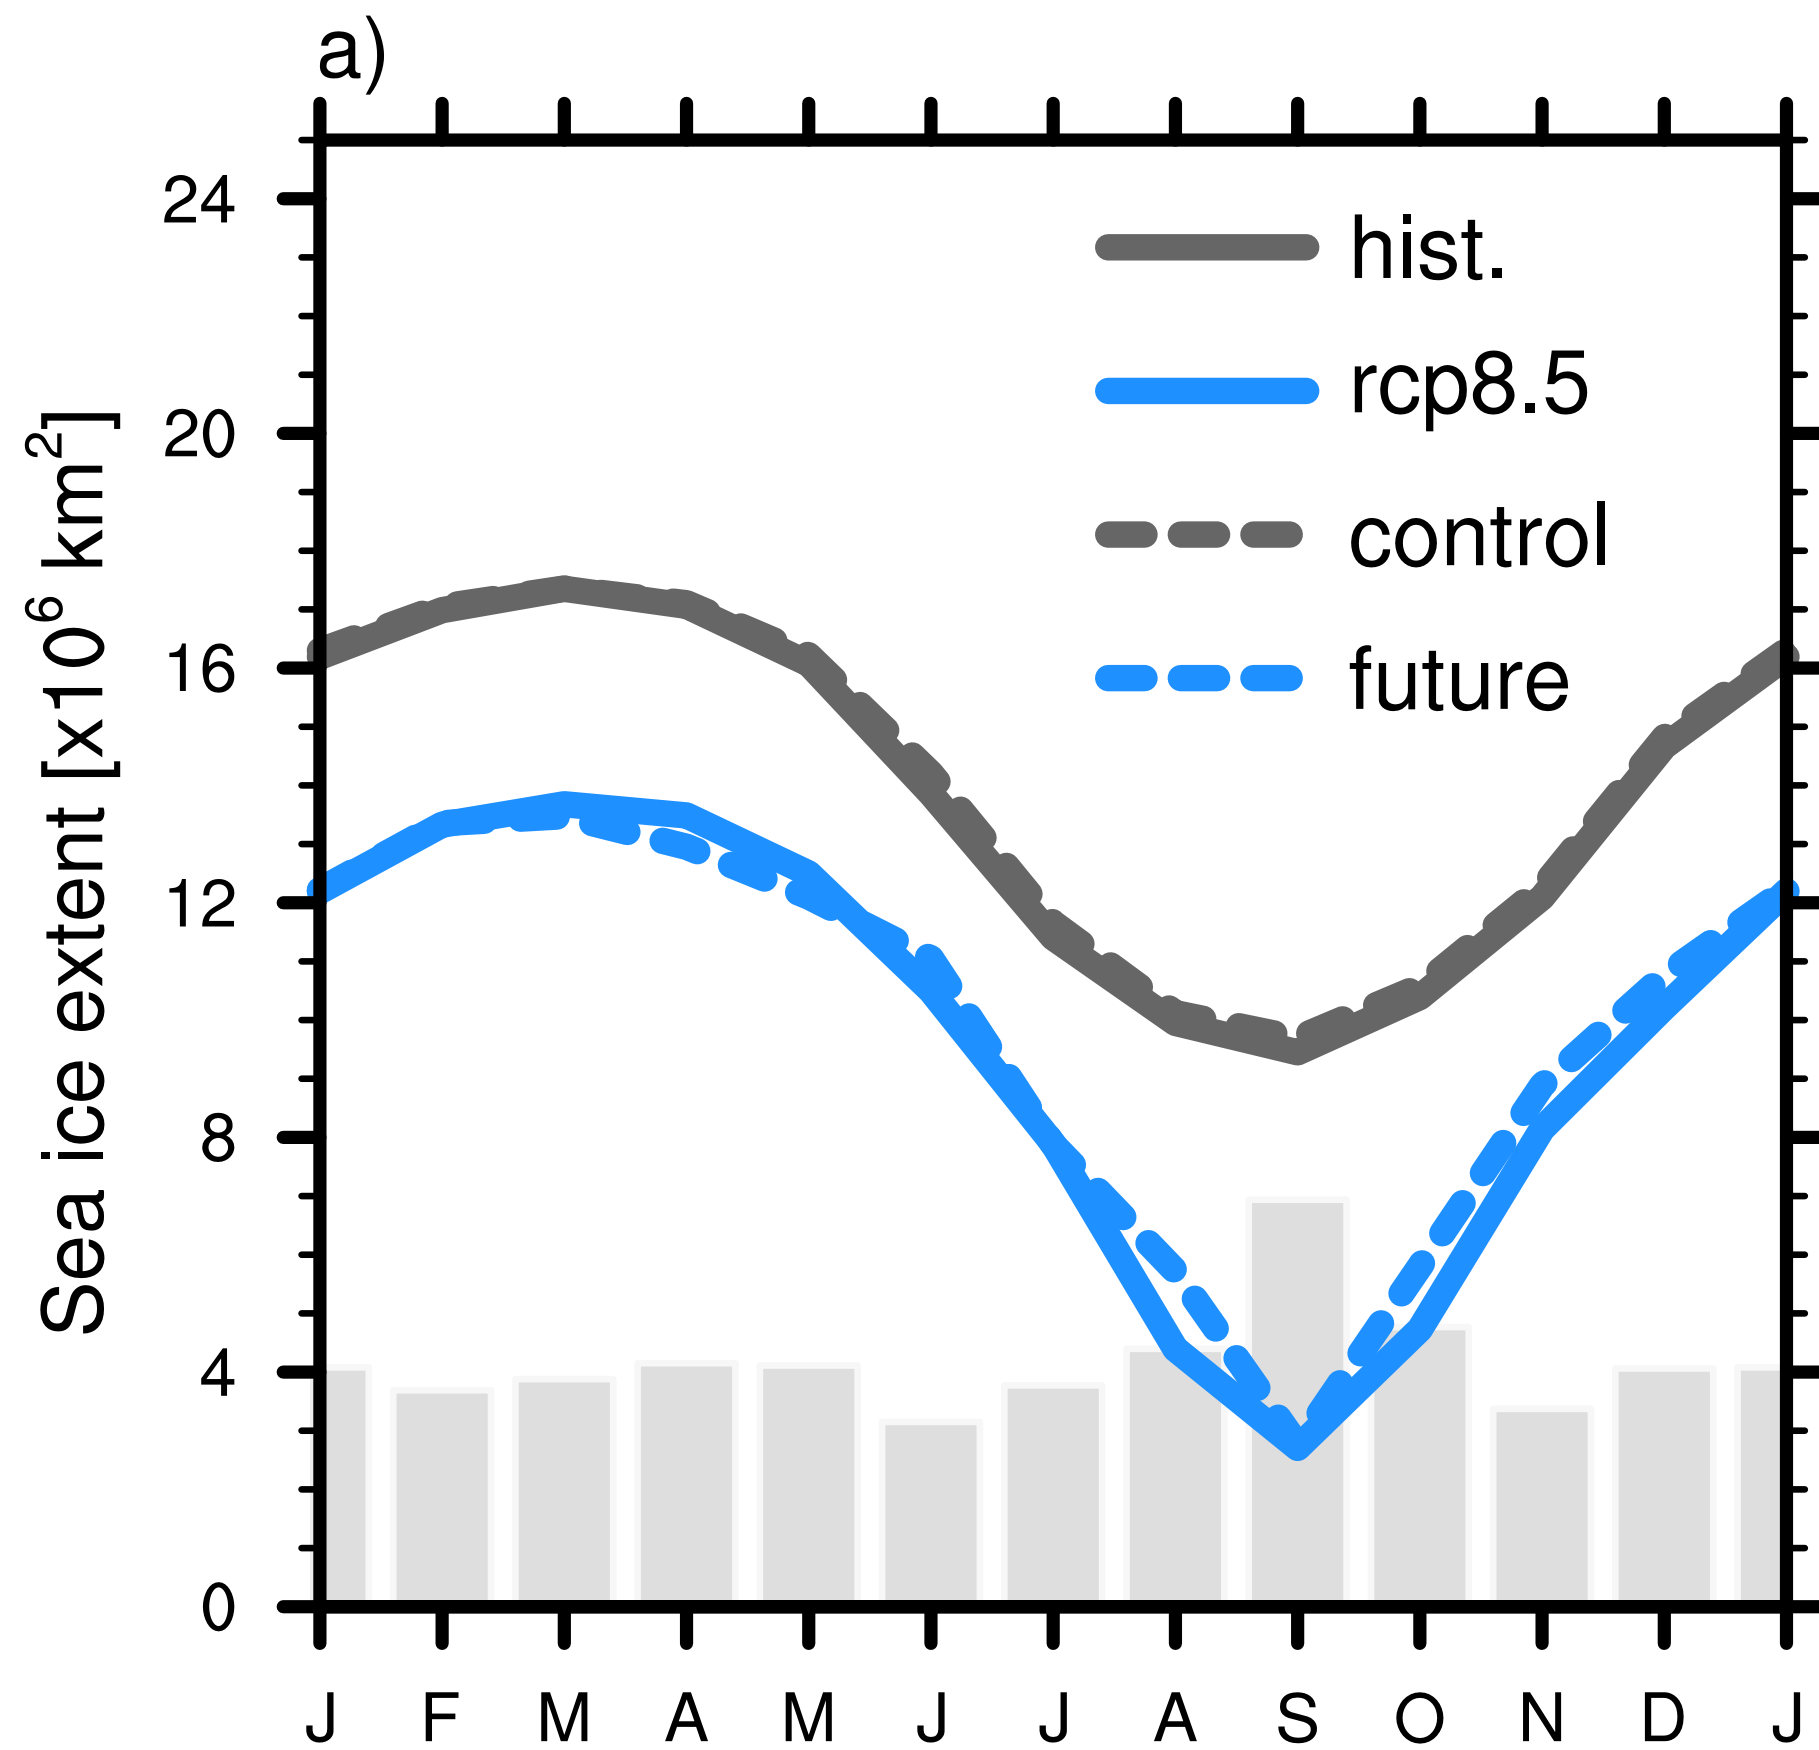 a)
24
20
16
12
8
4
0
Sea ice extent [x10⁶ km²]
hist.
rcp8.5
control
future
J F M A M J J A S O N D J